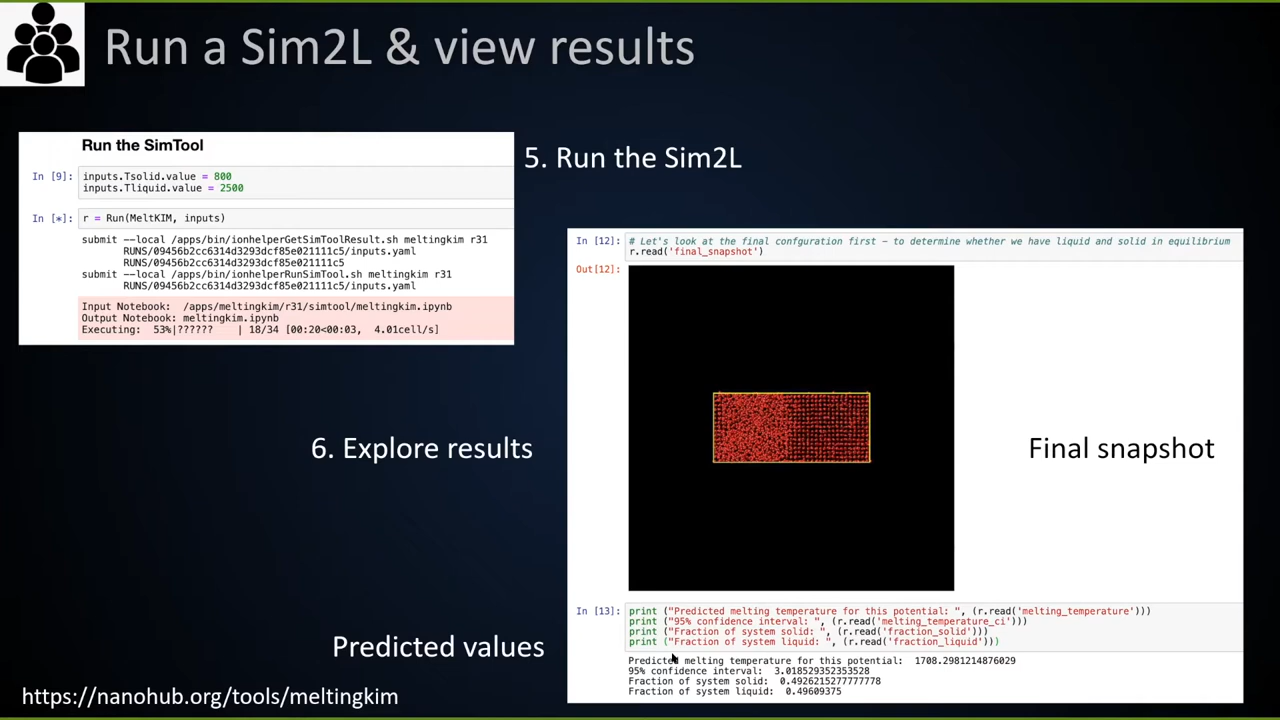 Run a Sim2L & view results
Run the SimTool
5. Run the Sim2L
In [9]: inputs.Tsolid.value = 800
inputs.Tliquid.value = 2500
In [*]: r = Run(MeltKIM, inputs)
submit --local /apps/bin/ionhelperGetSimToolResult.sh meltingkim r31
RUNS/09456b2cc6314d3293dcf85e021111c5/inputs.yaml
RUNS/09456b2cc6314d3293dcf85e021111c5
submit --local /apps/bin/ionhelperRunSimTool.sh meltingkim r31
RUNS/09456b2cc6314d3293dcf85e021111c5/inputs.yaml
Input Notebook:  /apps/meltingkim/r31/simtool/meltingkim.ipynb
Output Notebook: meltingkim.ipynb
Executing:  53%|??????    | 18/34 [00:20<00:03,  4.01cell/s]
In [12]: # Let's look at the final confguration first – to determine whether we have liquid and solid in equilibrium
r.read('final_snapshot')
Out[12]:
6. Explore results
Final snapshot
In [13]: print ("Predicted melting temperature for this potential: ", (r.read('melting_temperature')))
print ("95% confidence interval: ", (r.read('melting_temperature_ci')))
print ("Fraction of system solid: ", (r.read('fraction_solid')))
print ("Fraction of system liquid: ", (r.read('fraction_liquid')))
Predicted values
Predicted melting temperature for this potential:  1708.2981214876029
95% confidence interval:  3.018529352353528
Fraction of system solid:  0.4926215277777778
Fraction of system liquid:  0.49609375
https://nanohub.org/tools/meltingkim